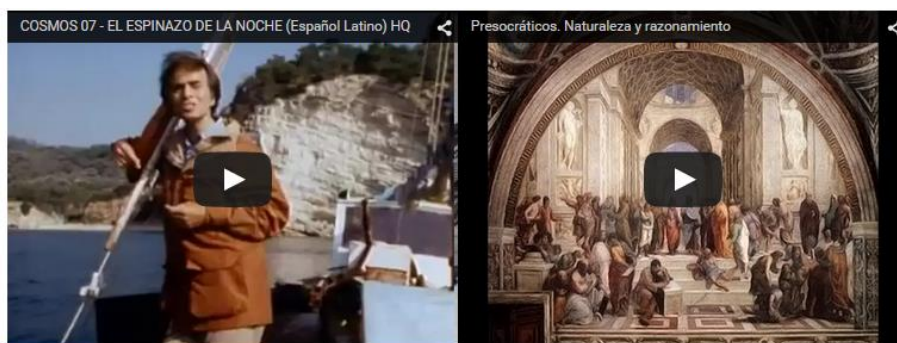 COSMOS 07 - EL ESPINAZO DE LA NOCHE (Español Latino) HQ
Presocráticos. Naturaleza y razonamiento